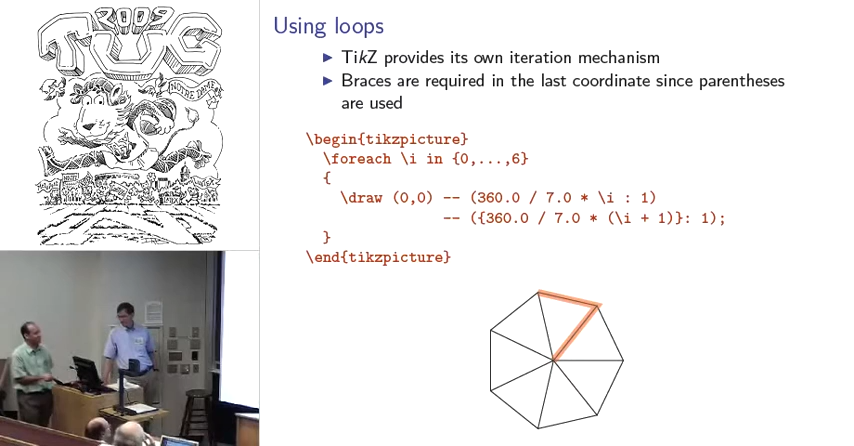 2009
TUG
NOTRE DAME
Using loops
▶ TikZ provides its own iteration mechanism
▶ Braces are required in the last coordinate since parentheses
are used
\begin{tikzpicture}
\foreach \i in {0,...,6}
{
\draw (0,0) -- (360.0 / 7.0 * \i : 1)
-- ({360.0 / 7.0 * (\i + 1)}: 1);
}
\end{tikzpicture}